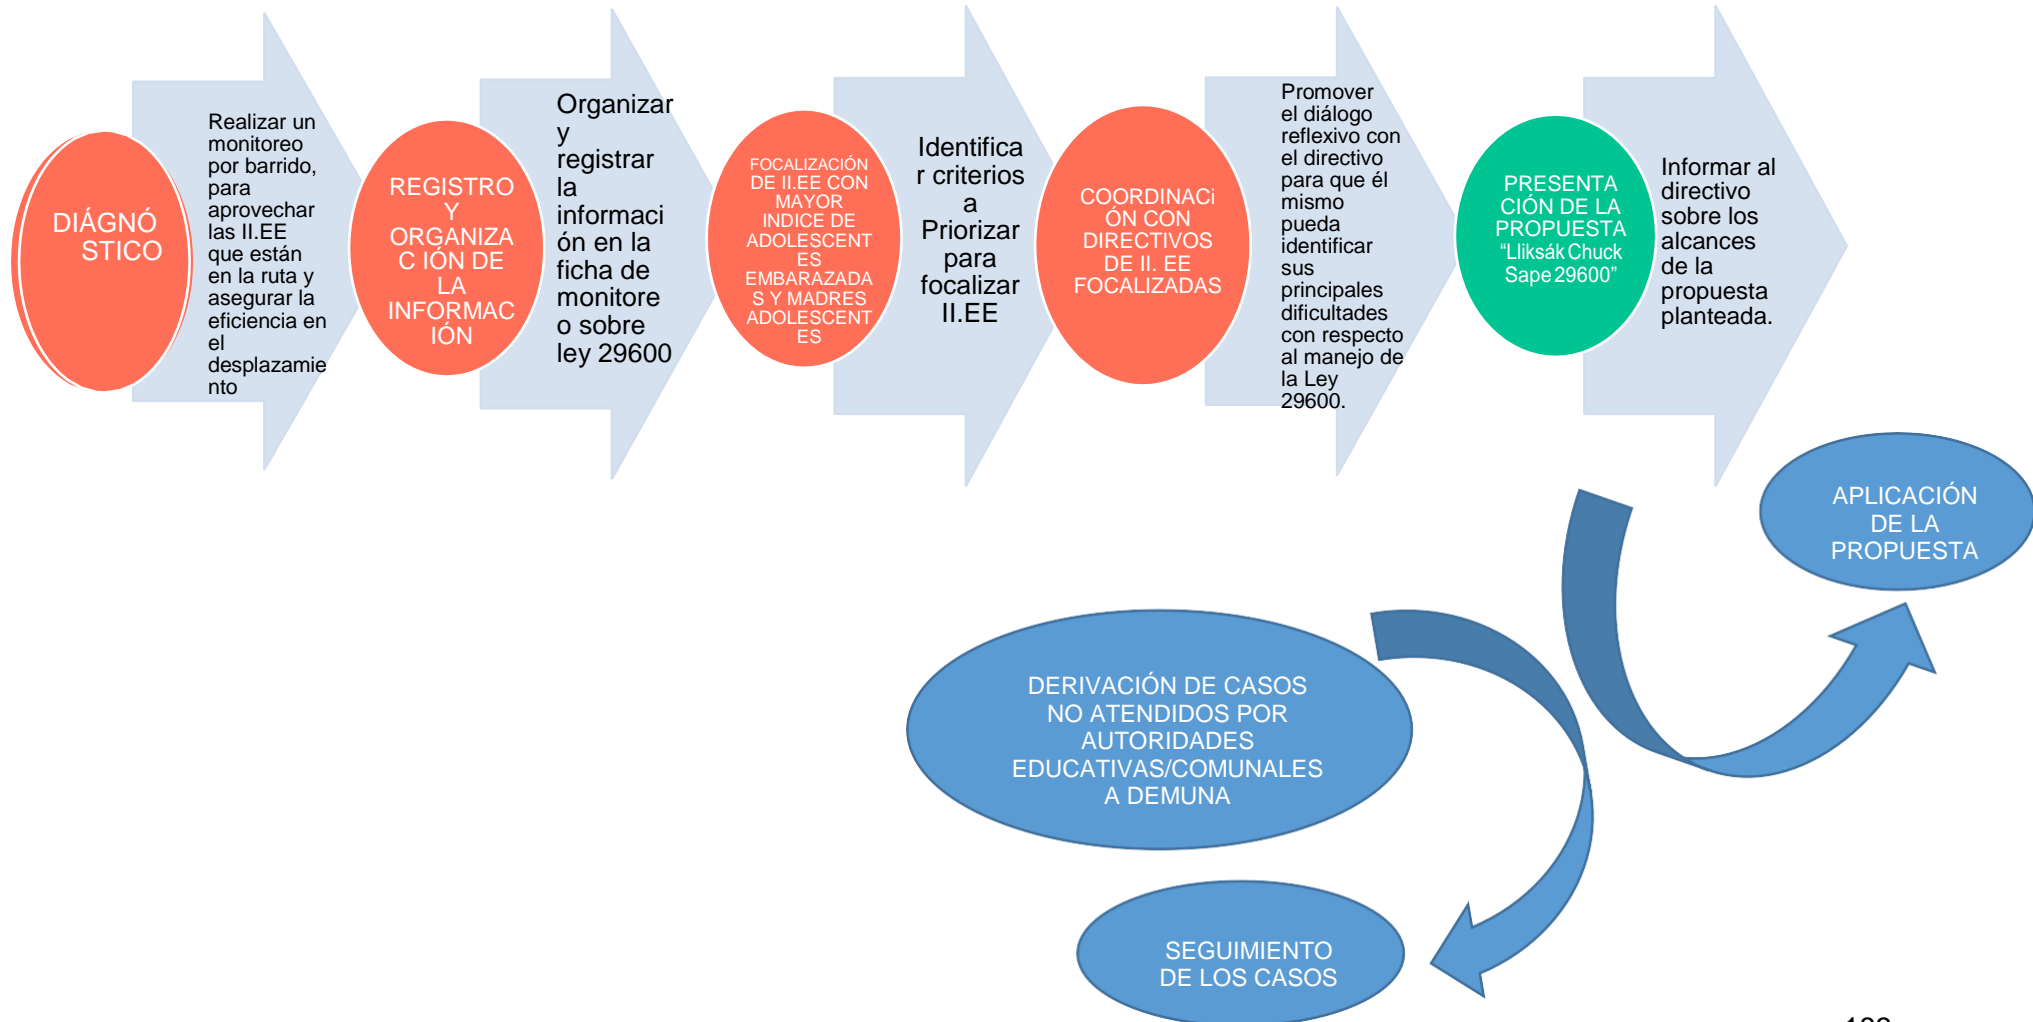 DIÁGNÓ
STICO
Realizar un
monitoreo
por barrido,
para
aprovechar
las II.EE
que están
en la ruta y
asegurar la
eficiencia en
el
desplazamie
nto
REGISTRO
Y
ORGANIZA
C IÓN DE
LA
INFORMAC
IÓN
Organizar
y
registrar
la
informaci
ón en la
ficha de
monitore
o sobre
ley 29600
FOCALIZACIÓN
DE II.EE CON
MAYOR
INDICE DE
ADOLESCENT
ES
EMBARAZADA
S Y MADRES
ADOLESCENT
ES
Identifica
r criterios
a
Priorizar
para
focalizar
II.EE
COORDINACi
ÓN CON
DIRECTIVOS
DE II. EE
FOCALIZADAS
Promover
el diálogo
reflexivo con
el directivo
para que él
mismo
pueda
identificar
sus
principales
dificultades
con respecto
al manejo de
la Ley
29600.
PRESENTA
CIÓN DE LA
PROPUESTA
“Lliksák Chuck
Sape 29600”
Informar al
directivo
sobre los
alcances
de la
propuesta
planteada.
APLICACIÓN
DE LA
PROPUESTA
DERIVACIÓN DE CASOS
NO ATENDIDOS POR
AUTORIDADES
EDUCATIVAS/COMUNALES
A DEMUNA
SEGUIMIENTO
DE LOS CASOS